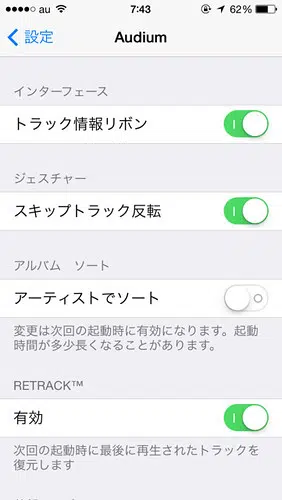 au 7:43 62%
設定 Audium
インターフェース
トラック情報リボン
ジェスチャー
スキップトラック反転
アルバム ソート
アーティストでソート
変更は次回の起動時に有効になります。起動
時間が多少長くなることがあります。
RETRACK™
有効
次回の起動時に最後に再生されたトラックを
復元します